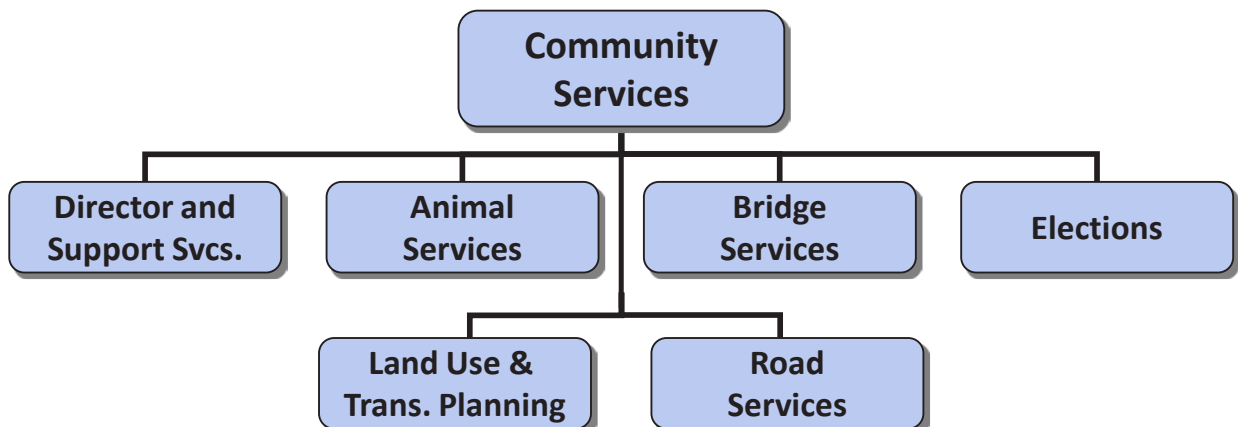 Community
Services
Director and
Support Svcs.
Animal
Services
Bridge
Services
Elections
Land Use &
Trans. Planning
Road
Services